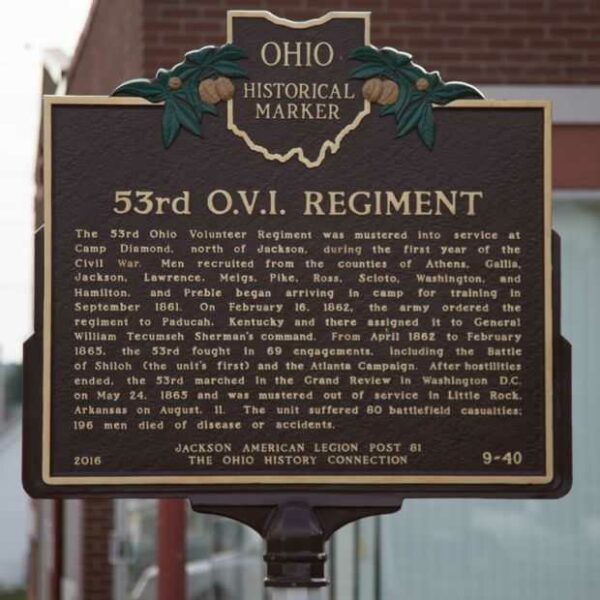 OHIO
HISTORICAL
MARKER
53rd O.V.I. REGIMENT
The 53rd Ohio Volunteer Regiment was mustered into service at
Camp Diamond, north of Jackson, during the first year of the
Civil War. Men recruited from the counties of Athens, Gallia,
Jackson, Lawrence, Meigs, Pike, Ross, Scioto, Washington, and
Hamilton, and Preble began arriving in camp for training in
September 1861. On February 16, 1862, the army ordered the
regiment to Paducah, Kentucky and there assigned it to General
William Tecumseh Sherman's command. From April 1862 to February
1865, the 53rd fought in 69 engagements, including the Battle
of Shiloh (the unit's first) and the Atlanta Campaign. After hostilities
ended, the 53rd marched in the Grand Review in Washington D.C.
on May 24, 1865 and was mustered out of service in Little Rock,
Arkansas on August, 11. The unit suffered 80 battlefield casualties;
196 men died of disease or accidents.
JACKSON AMERICAN LEGION POST 81
2016 THE OHIO HISTORY CONNECTION 9-40